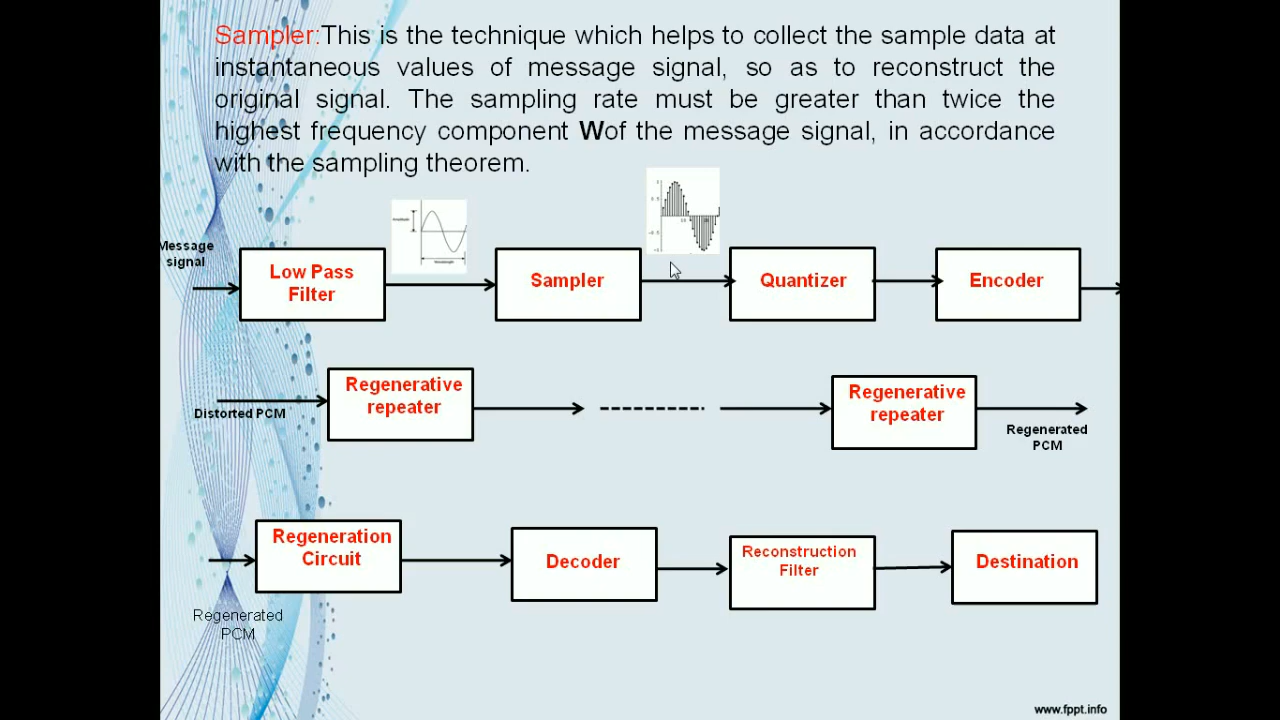 Sampler:This is the technique which helps to collect the sample data at
instantaneous values of message signal, so as to reconstruct the
original signal. The sampling rate must be greater than twice the
highest frequency component Wof the message signal, in accordance
with the sampling theorem.
Message
signal
Low Pass
Filter
Sampler
Quantizer
Encoder
Distorted PCM
Regenerative
repeater
Regenerative
repeater
Regenerated
PCM
Regeneration
Circuit
Decoder
Reconstruction
Filter
Destination
Regenerated
PCM
www.fppt.info